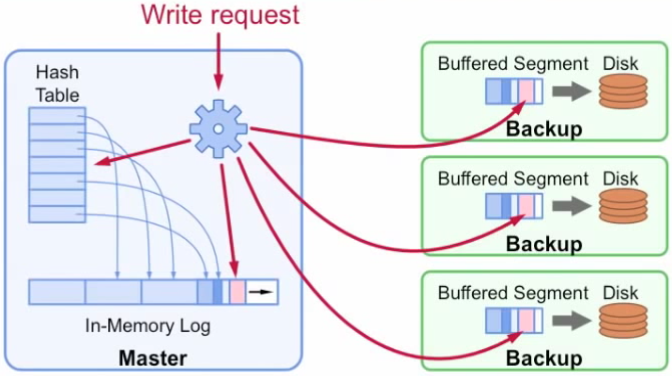 Write request
Hash
Table
In-Memory Log
Master
Buffered Segment
Disk
Backup
Buffered Segment
Disk
Backup
Buffered Segment
Disk
Backup